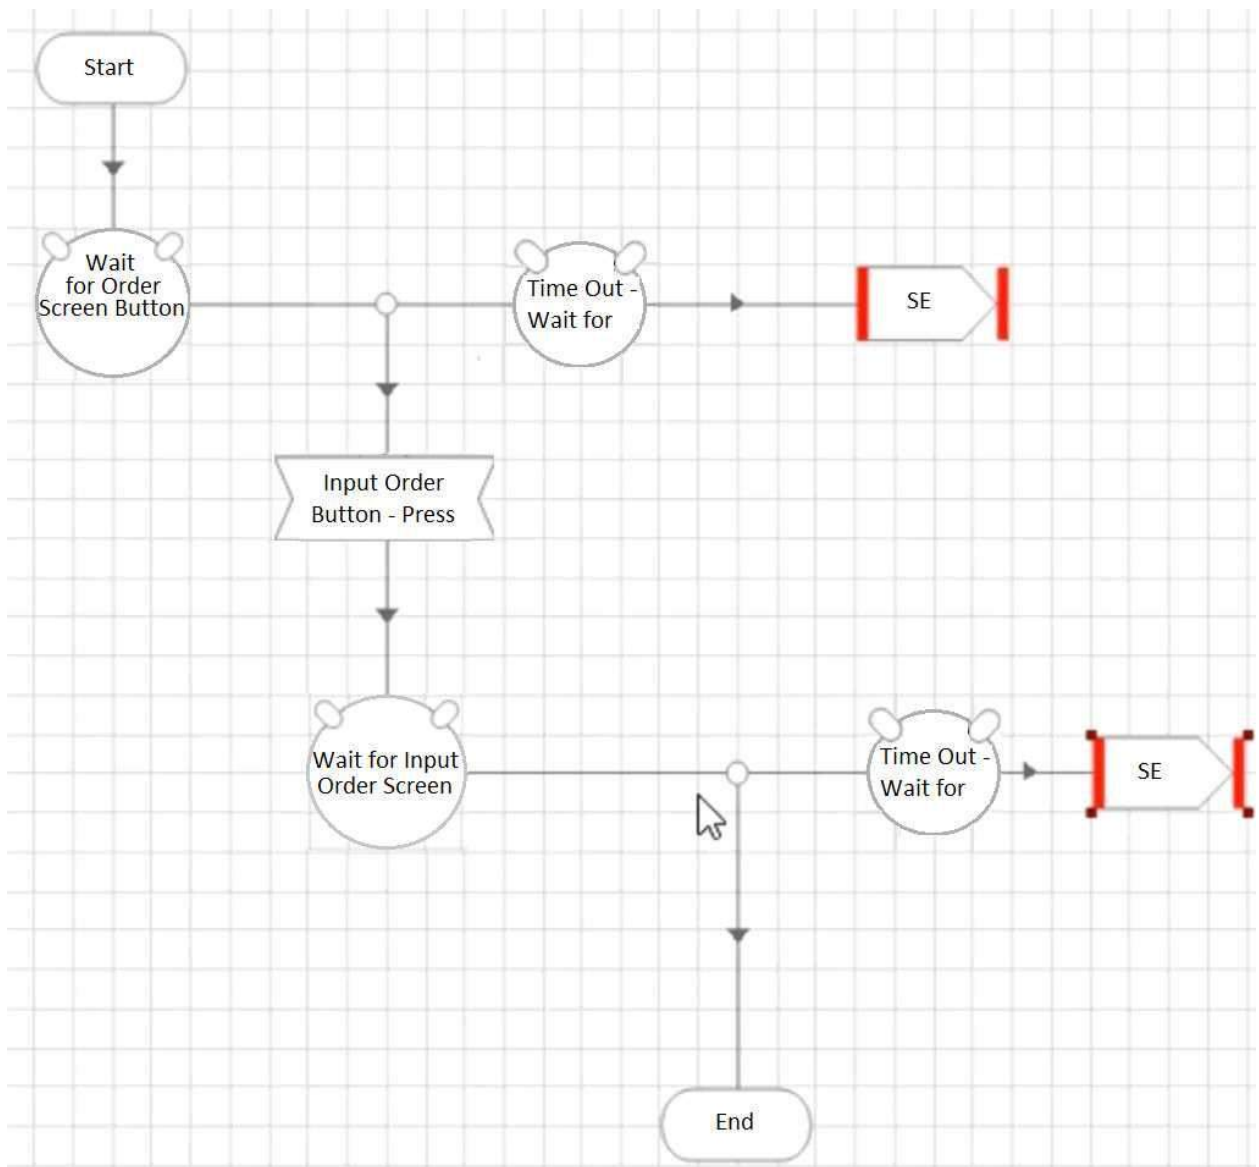 Start
Wait
for Order
Screen Button
Time Out -
Wait for
SE
Input Order
Button - Press
Wait for Input
Order Screen
Time Out -
Wait for
SE
End